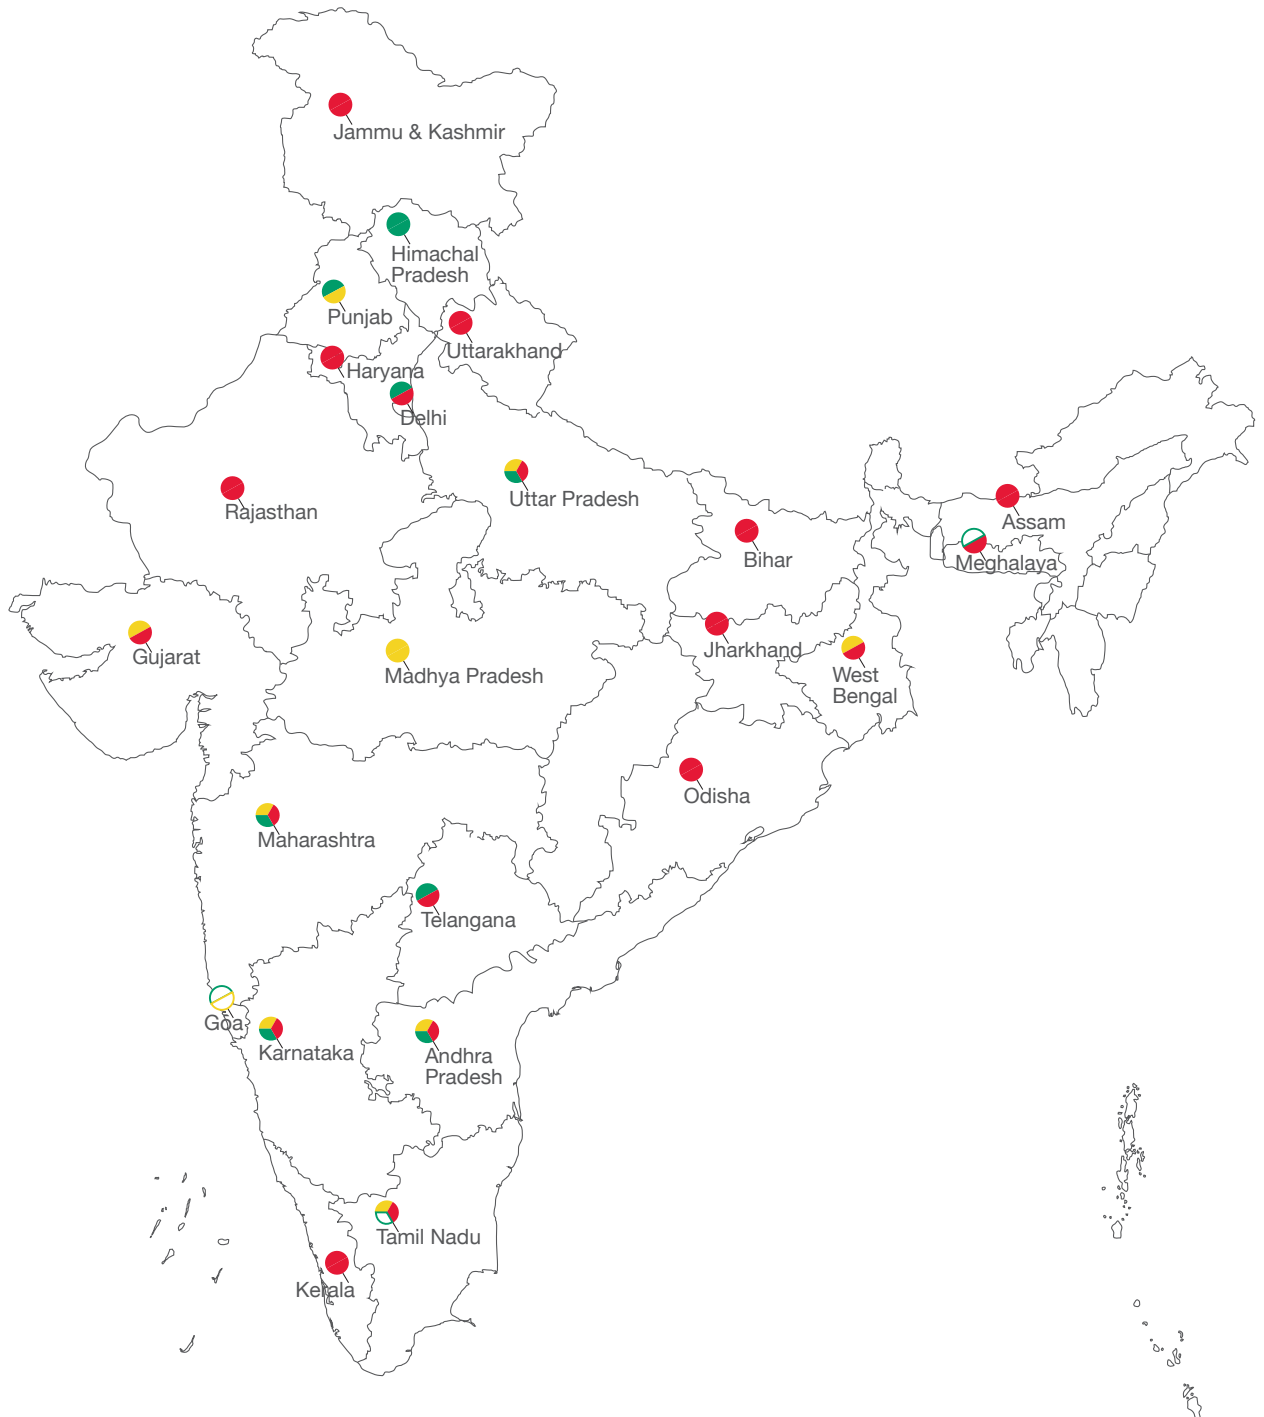 Jammu & Kashmir
Himachal
Pradesh
Punjab
Uttarakhand
Haryana
Delhi
Uttar Pradesh
Rajasthan
Assam
Bihar
Meghalaya
Gujarat
Jharkhand
Madhya Pradesh
West
Bengal
Odisha
Maharashtra
Telangana
Goa
Karnataka
Andhra
Pradesh
Tamil Nadu
Kerala